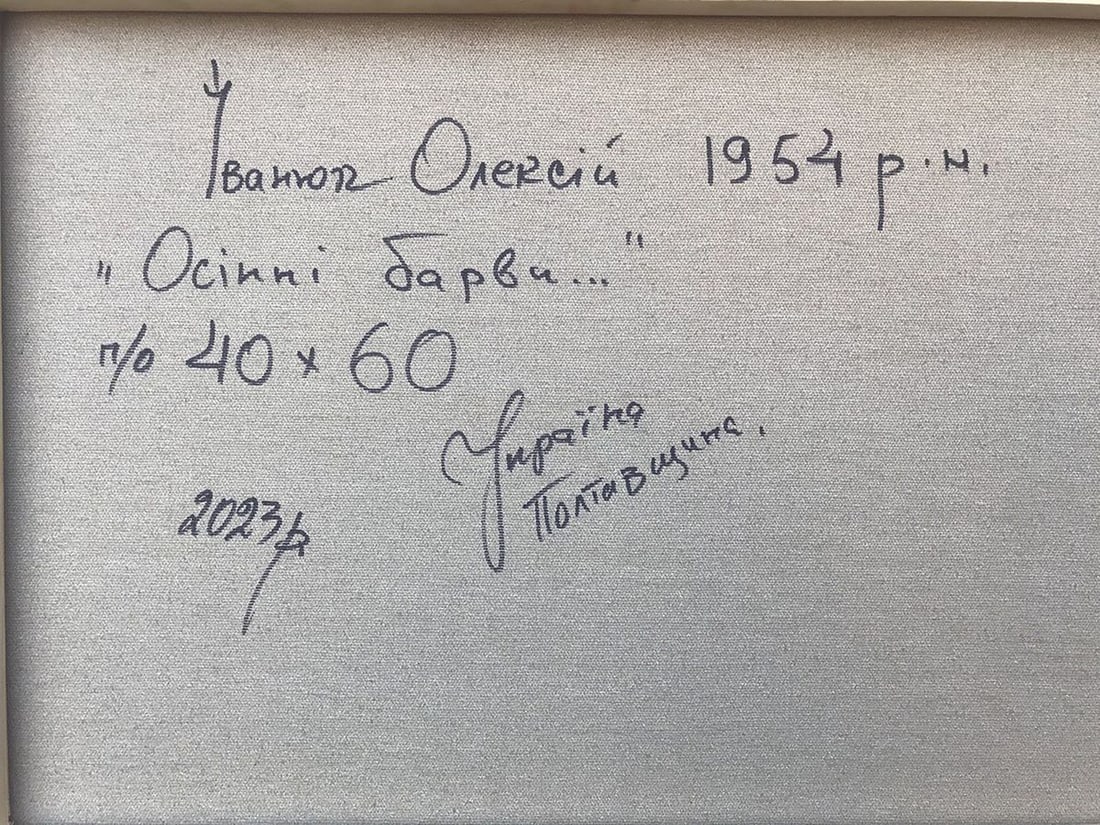 Іванюк Олексій 1954 р.н.
"Осінні барви..."
п/о 40 x 60
Україна
Полтавщина.
2023р